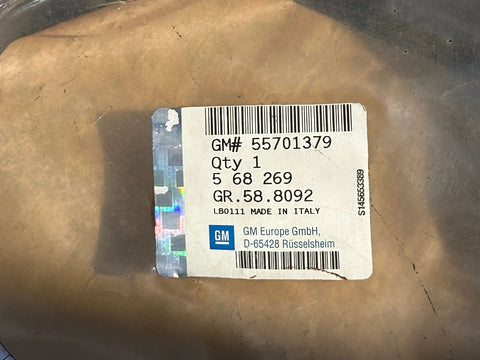 GM# 55701379
Qty 1
5 68 269
GR.58.8092
LB0111 MADE IN ITALY
GM
GM Europe GmbH,
D-65428 Rüsselsheim
S145653389